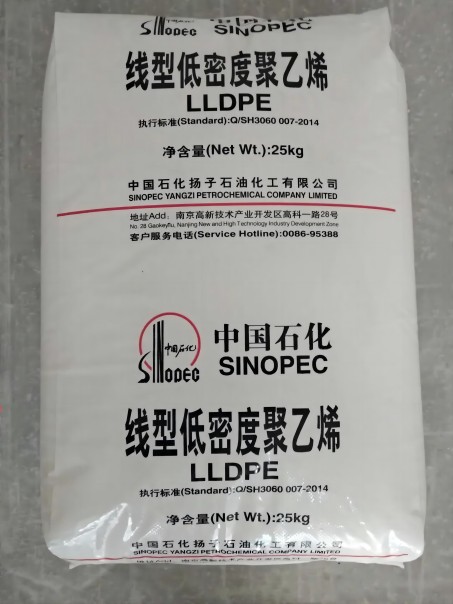 SINOPEC
SINOPEC
线型低密度聚乙烯
LLDPE
执行标准(Standard):Q/SH3060 007-2014
净含量(Net Wt.):25kg
中国石化扬子石油化工有限公司
SINOPEC YANGZI PETROCHEMICAL COMPANY LIMITED
地址Add: 南京高新技术产业开发区高科一路28号
No. 28 Gaokeyilu, Nanjing New and High Technology Industry Development Zone
客户服务电话(Service Hotline):0086-95388
中国石化
SINOPEC
中国石化
SINOPEC
线型低密度聚乙烯
LLDPE
执行标准(Standard):Q/SH3060 007-2014
净含量(Net Wt.):25kg
中国石化扬子石油化工有限公司
SINOPEC YANGZI PETROCHEMICAL COMPANY LIMITED